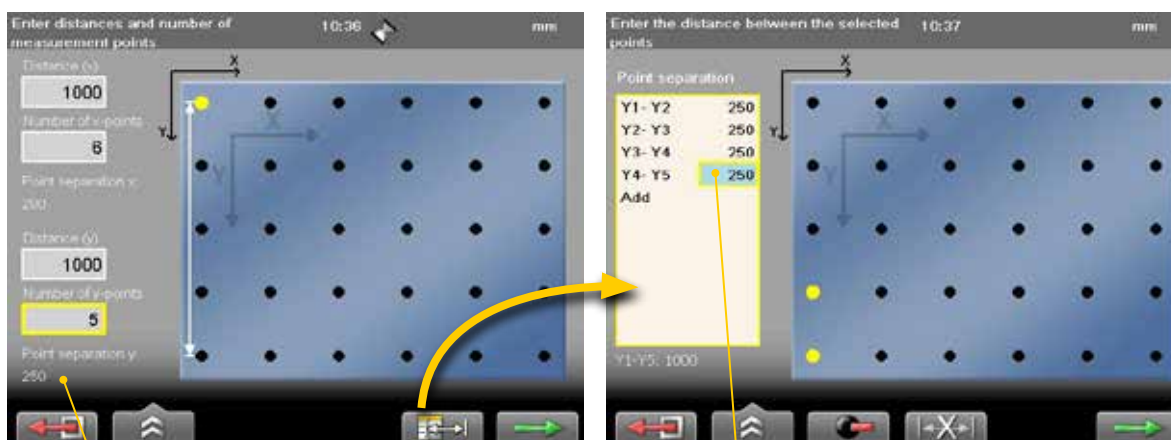 Enter distances and number of
measurement points
10:36
mm
Distance (x)
1000
Number of x-points
6
Point separation x:
200
Distance (y)
1000
Number of y-points
5
Point separation y:
250
X
Y
X
Y
Enter the distance between the selected
points
10:37
mm
Point separation
Y1- Y2 250
Y2- Y3 250
Y3- Y4 250
Y4- Y5 250
Add
Y1-Y5: 1000
X
Y
X
Y
X